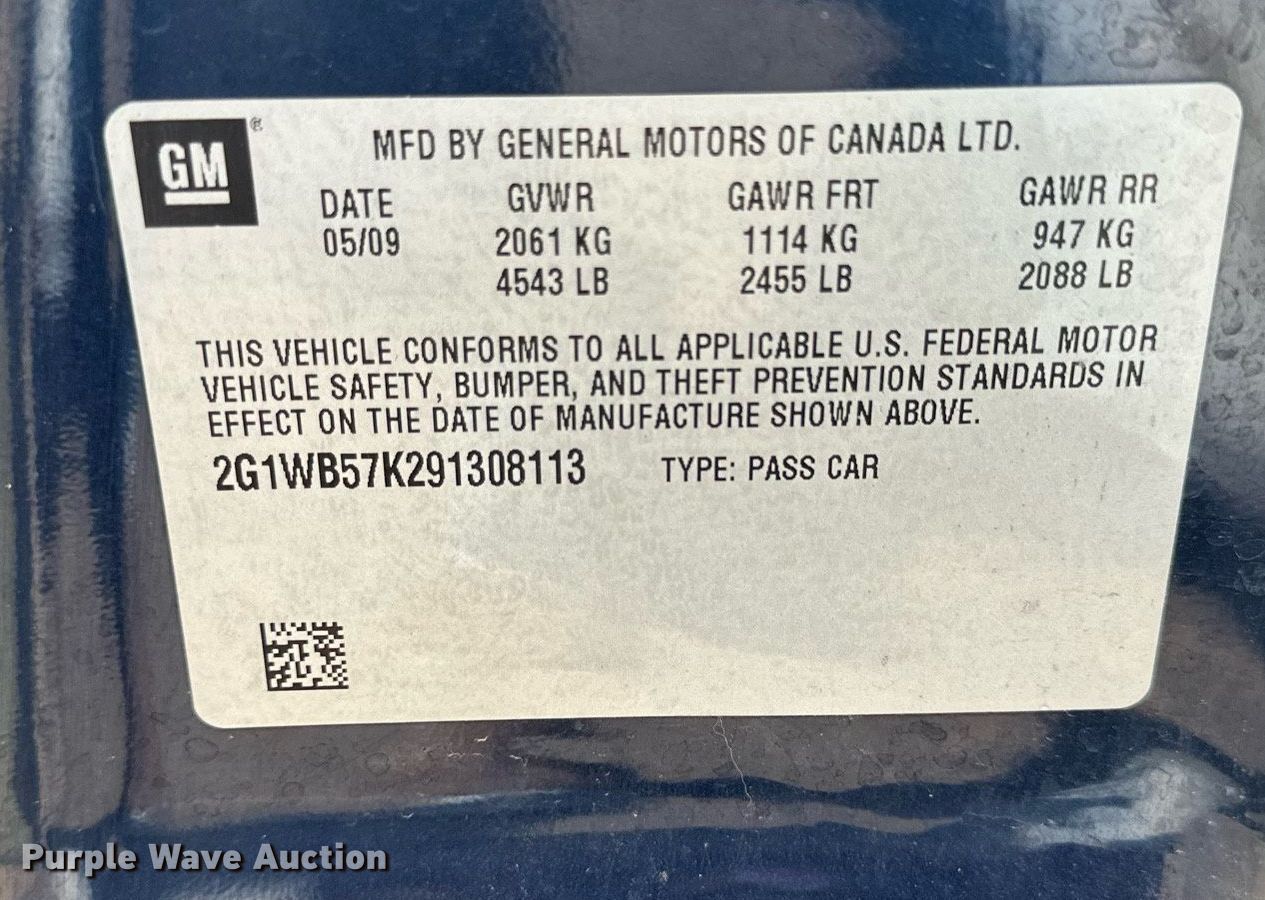 GM ®
MFD BY GENERAL MOTORS OF CANADA LTD.
DATE GVWR GAWR FRT GAWR RR
05/09 2061 KG 1114 KG 947 KG
4543 LB 2455 LB 2088 LB
THIS VEHICLE CONFORMS TO ALL APPLICABLE U.S. FEDERAL MOTOR
VEHICLE SAFETY, BUMPER, AND THEFT PREVENTION STANDARDS IN
EFFECT ON THE DATE OF MANUFACTURE SHOWN ABOVE.
2G1WB57K291308113 TYPE: PASS CAR
Purple Wave Auction